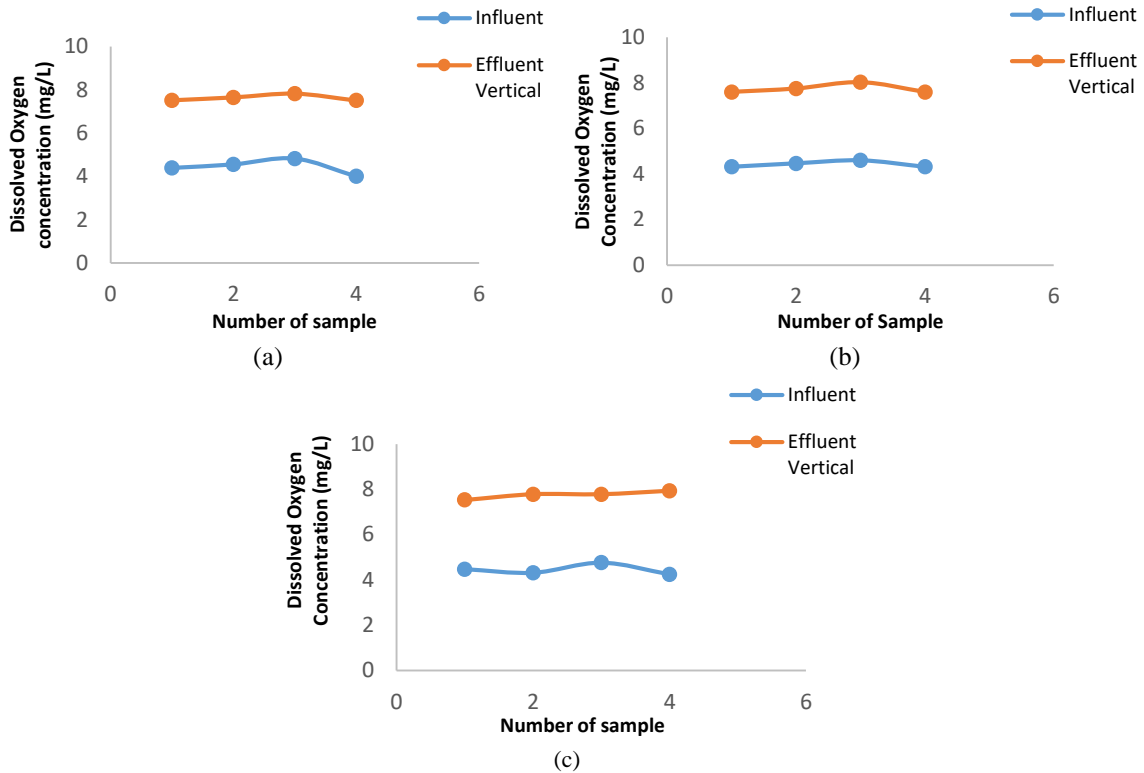 Influent
Effluent
Vertical
10
8
6
4
2
0
0
2
4
6
Dissolved Oxygen
concentration (mg/L)
Number of sample
(a)
Influent
Effluent
Vertical
10
8
6
4
2
0
0
2
4
6
Dissolved Oxygen
Concentration (mg/L)
Number of Sample
(b)
Influent
Effluent
Vertical
10
8
6
4
2
0
0
2
4
6
Dissolved Oxygen
Concentration (mg/L)
Number of sample
(c)